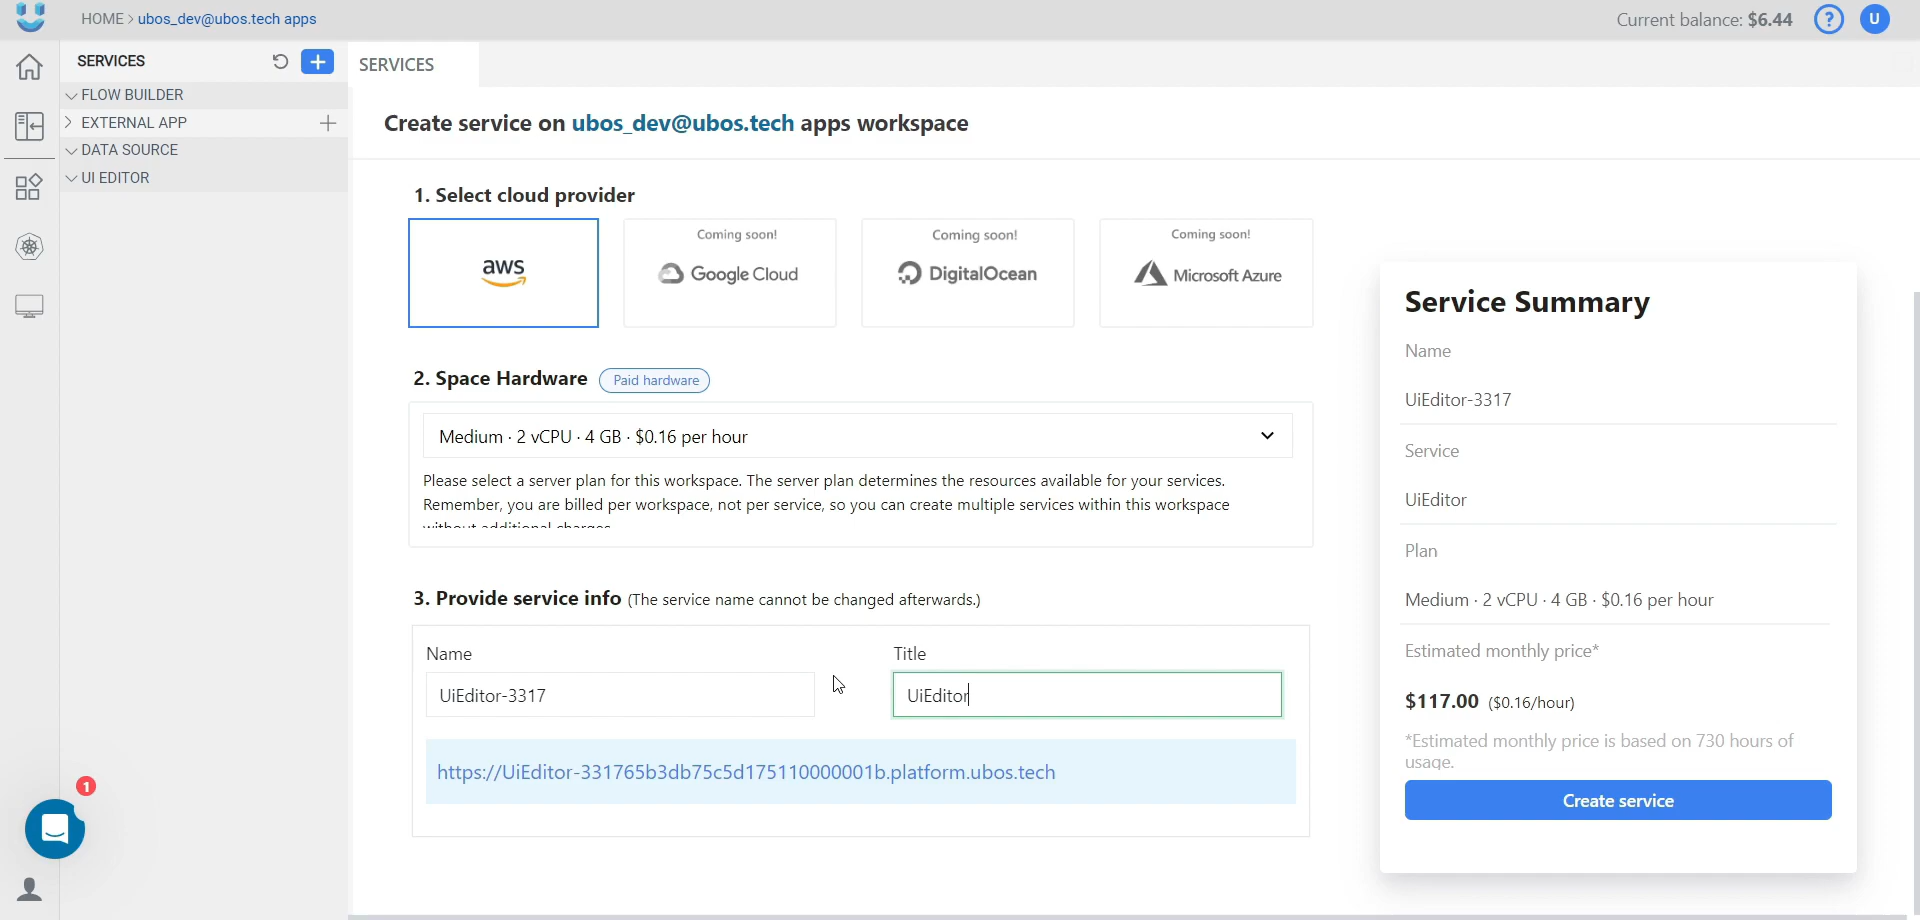 HOME > ubos_dev@ubos.tech apps
Current balance: $6.44
?
U
SERVICES
+
SERVICES
FLOW BUILDER
EXTERNAL APP
DATA SOURCE
UI EDITOR
Create service on ubos_dev@ubos.tech apps workspace
1. Select cloud provider
aws
Coming soon!
Google Cloud
Coming soon!
DigitalOcean
Coming soon!
Microsoft Azure
2. Space Hardware
Paid hardware
Medium · 2 vCPU · 4 GB · $0.16 per hour
Please select a server plan for this workspace. The server plan determines the resources available for your services.
Remember, you are billed per workspace, not per service, so you can create multiple services within this workspace
without additional charges.
3. Provide service info (The service name cannot be changed afterwards.)
Name
Title
UiEditor-3317
UiEditor
https://UiEditor-331765b3db75c5d175110000001b.platform.ubos.tech
Service Summary
Name
UiEditor-3317
Service
UiEditor
Plan
Medium · 2 vCPU · 4 GB · $0.16 per hour
Estimated monthly price*
$117.00 ($0.16/hour)
*Estimated monthly price is based on 730 hours of
usage.
Create service
1